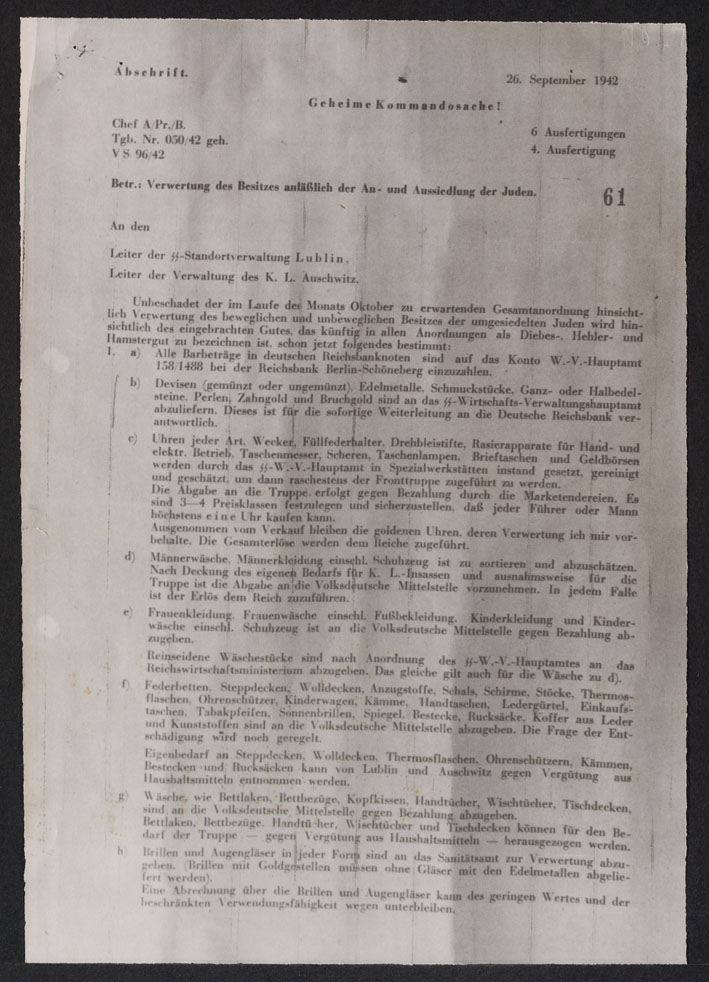 Abschrift.
26. September 1942
Geheime Kommandosache!
Chef A/Pr./B.
Tgb. Nr. 050/42 geh.
VS 96/42
6 Ausfertigungen
4. Ausfertigung
Betr.: Verwertung des Besitzes anläßlich der An- und Aussiedlung der Juden.
61
An den
Leiter der ᛋᛋ-Standortverwaltung Lublin,
Leiter der Verwaltung des K. L. Auschwitz.
Unbeschadet der im Laufe des Monats Oktober zu erwartenden Gesamtanordnung hinsicht-
lich Verwertung des beweglichen und unbeweglichen Besitzes der umgesiedelten Juden wird hin-
sichtlich des eingebrachten Gutes, das künftig in allen Anordnungen als Diebes-, Hehler- und
Hamstergut zu bezeichnen ist, schon jetzt folgendes bestimmt:
1. a) Alle Barbeträge in deutschen Reichsbanknoten sind auf das Konto W.-V.-Hauptamt
158/1488 bei der Reichsbank Berlin-Schöneberg einzuzahlen.
b) Devisen (gemünzt oder ungemünzt), Edelmetalle, Schmuckstücke, Ganz- oder Halbedel-
steine, Perlen, Zahngold und Bruchgold sind an das ᛋᛋ-Wirtschafts-Verwaltungshauptamt
abzuliefern. Dieses ist für die sofortige Weiterleitung an die Deutsche Reichsbank ver-
antwortlich.
c) Uhren jeder Art, Wecker, Füllfederhalter, Drehbleistifte, Rasierapparate für Hand- und
elektr. Betrieb, Taschenmesser, Scheren, Taschenlampen, Brieftaschen und Geldbörsen
werden durch das ᛋᛋ-W.-V.-Hauptamt in Spezialwerkstätten instand gesetzt, gereinigt
und geschätzt, um dann raschestens der Fronttruppe zugeführt zu werden.
Die Abgabe an die Truppe erfolgt gegen Bezahlung durch die Marketendereien. Es
sind 3—4 Preisklassen festzulegen und sicherzustellen, daß jeder Führer oder Mann
höchstens eine Uhr kaufen kann.
Ausgenommen vom Verkauf bleiben die goldenen Uhren, deren Verwertung ich mir vor-
behalte. Die Gesamterlöse werden dem Reiche zugeführt.
d) Männerwäsche, Männerkleidung einschl. Schuhzeug ist zu sortieren und abzuschätzen.
Nach Deckung des eigenen Bedarfs für K. L.-Insassen und ausnahmsweise für die
Truppe ist die Abgabe an die Volksdeutsche Mittelstelle vorzunehmen. In jedem Falle
ist der Erlös dem Reich zuzuführen.
e) Frauenkleidung, Frauenwäsche einschl. Fußbekleidung, Kinderkleidung und Kinder-
wäsche einschl. Schuhzeug ist an die Volksdeutsche Mittelstelle gegen Bezahlung ab-
zugeben.
Reinseidene Wäschestücke sind nach Anordnung des ᛋᛋ-W.-V.-Hauptamtes an das
Reichswirtschaftsministerium abzugeben. Das gleiche gilt auch für die Wäsche zu d).
f) Federbetten, Steppdecken, Wolldecken, Anzugstoffe, Schals, Schirme, Stöcke, Thermos-
flaschen, Ohrenschützer, Kinderwagen, Kämme, Handtaschen, Ledergürtel, Einkaufs-
taschen, Tabakpfeifen, Sonnenbrillen, Spiegel, Bestecke, Rucksäcke, Koffer aus Leder
und Kunststoffen sind an die Volksdeutsche Mittelstelle abzugeben. Die Frage der Ent-
schädigung wird noch geregelt.
Eigenbedarf an Steppdecken, Wolldecken, Thermosflaschen, Ohrenschützern, Kämmen,
Bestecken und Rucksäcken kann von Lublin und Auschwitz gegen Vergütung aus
Haushaltsmitteln entnommen werden.
g) Wäsche, wie Bettlaken, Bettbezüge, Kopfkissen, Handtücher, Wischtücher, Tischdecken,
sind an die Volksdeutsche Mittelstelle gegen Bezahlung abzugeben.
Bettlaken, Bettbezüge, Handtücher, Wischtücher und Tischdecken können für den Be-
darf der Truppe — gegen Vergütung aus Haushaltsmitteln — herausgezogen werden.
h) Brillen und Augengläser in jeder Form sind an das Sanitätsamt zur Verwertung abzu-
geben. (Brillen mit Goldgestellen müssen ohne Gläser mit den Edelmetallen abgelie-
fert werden).
Eine Abrechnung über die Brillen und Augengläser kann des geringen Wertes und der
beschränkten Verwendungsfähigkeit wegen unterbleiben.